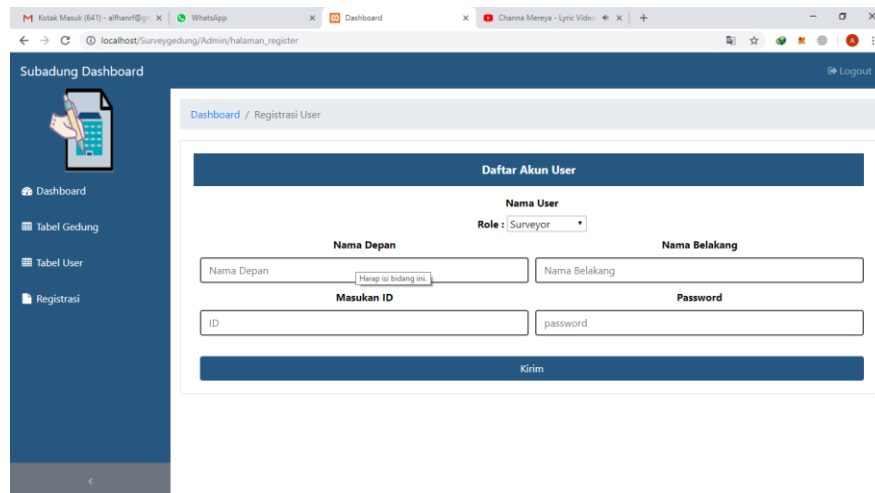 Kotak Masuk (641) - alfhanrf@g
WhatsApp
Dashboard
Channa Mereya - Lyric Vide
localhost/Surveygedung/Admin/halaman_register
A
Subadung Dashboard
Logout
Dashboard / Registrasi User
Daftar Akun User
Nama User
Role : Surveyor
Nama Depan
Nama Belakang
Nama Depan
Nama Belakang
Harap isi bidang ini.
Masukan ID
Password
ID
password
Kirim
Dashboard
Tabel Gedung
Tabel User
Registrasi